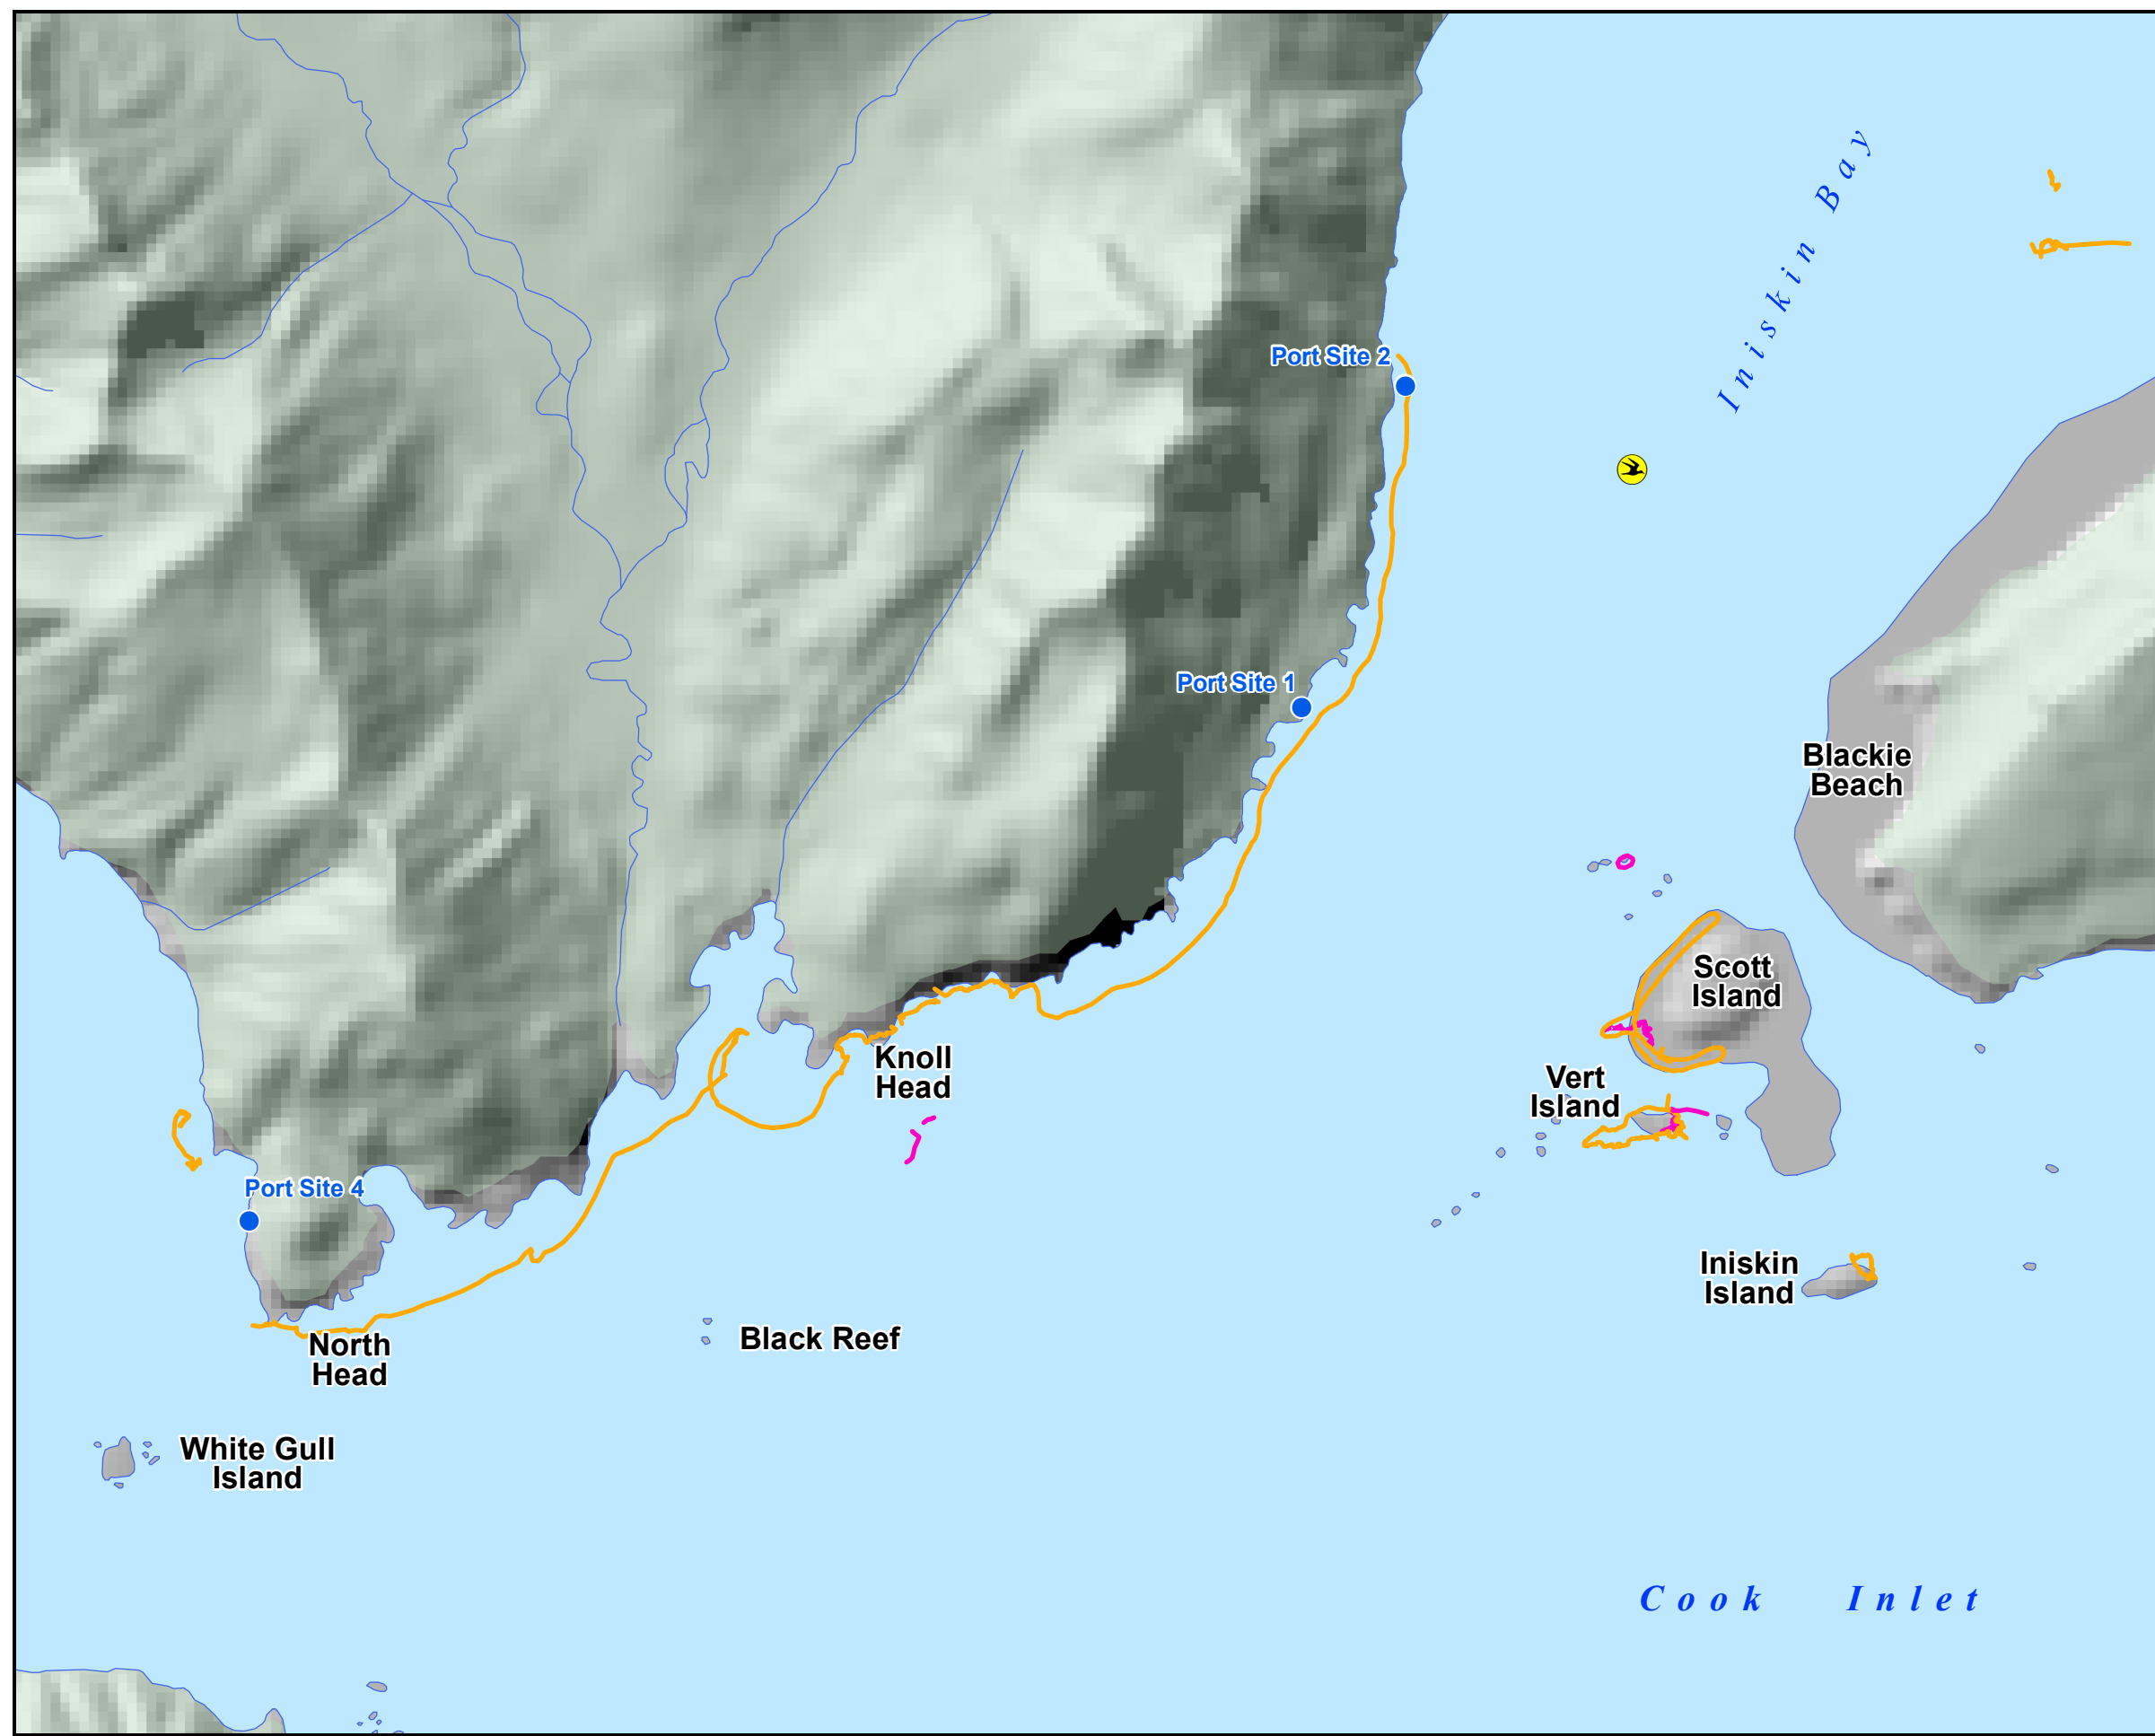 Iniskin Bay
Port Site 2
Port Site 1
Blackie
Beach
Scott
Island
Knoll
Head
Vert
Island
Port Site 4
Iniskin
Island
Black Reef
North
Head
White Gull
Island
Cook Inlet